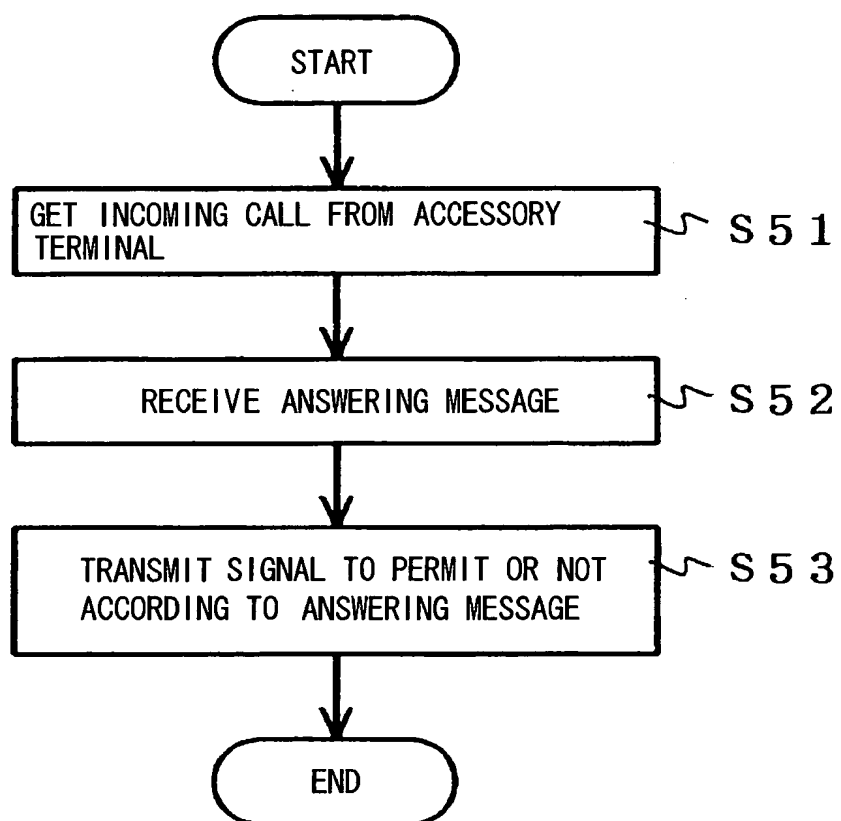 START
GET INCOMING CALL FROM ACCESSORY
TERMINAL
S51
RECEIVE ANSWERING MESSAGE
S52
TRANSMIT SIGNAL TO PERMIT OR NOT
ACCORDING TO ANSWERING MESSAGE
S53
END